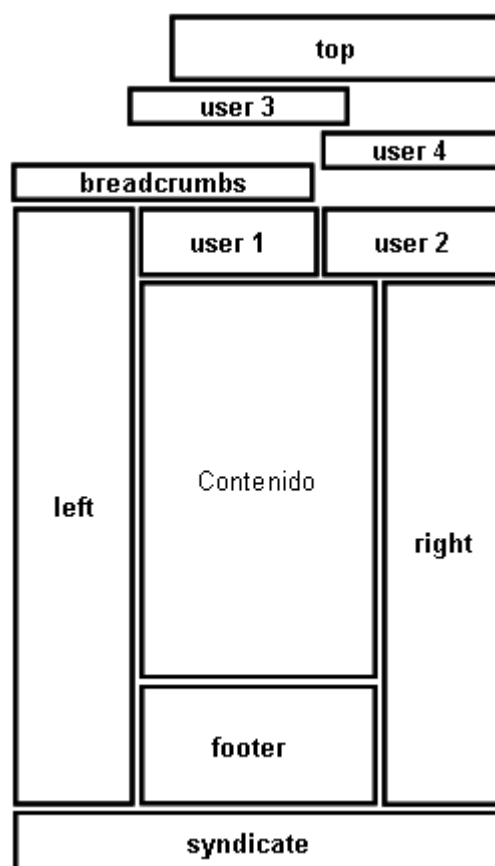 top
user 3
user 4
breadcrumbs
user 1
user 2
left
Contenido
right
footer
syndicate